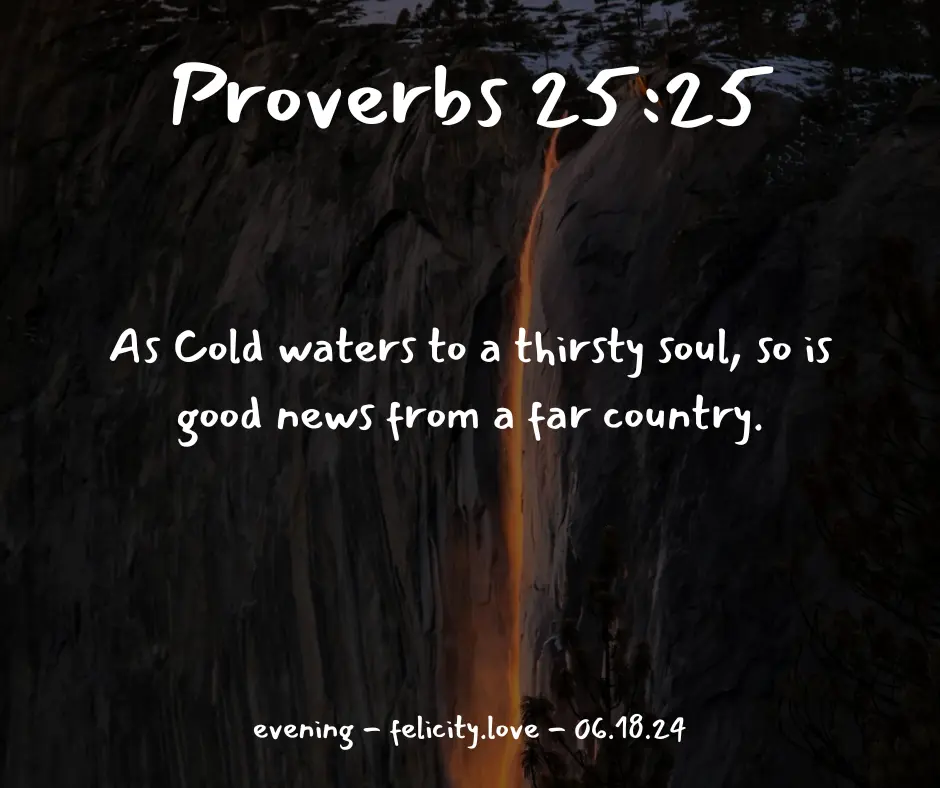 Proverbs 25:25
As Cold waters to a thirsty soul, so is
good news from a far country.
evening – felicity.love – 06.18.24